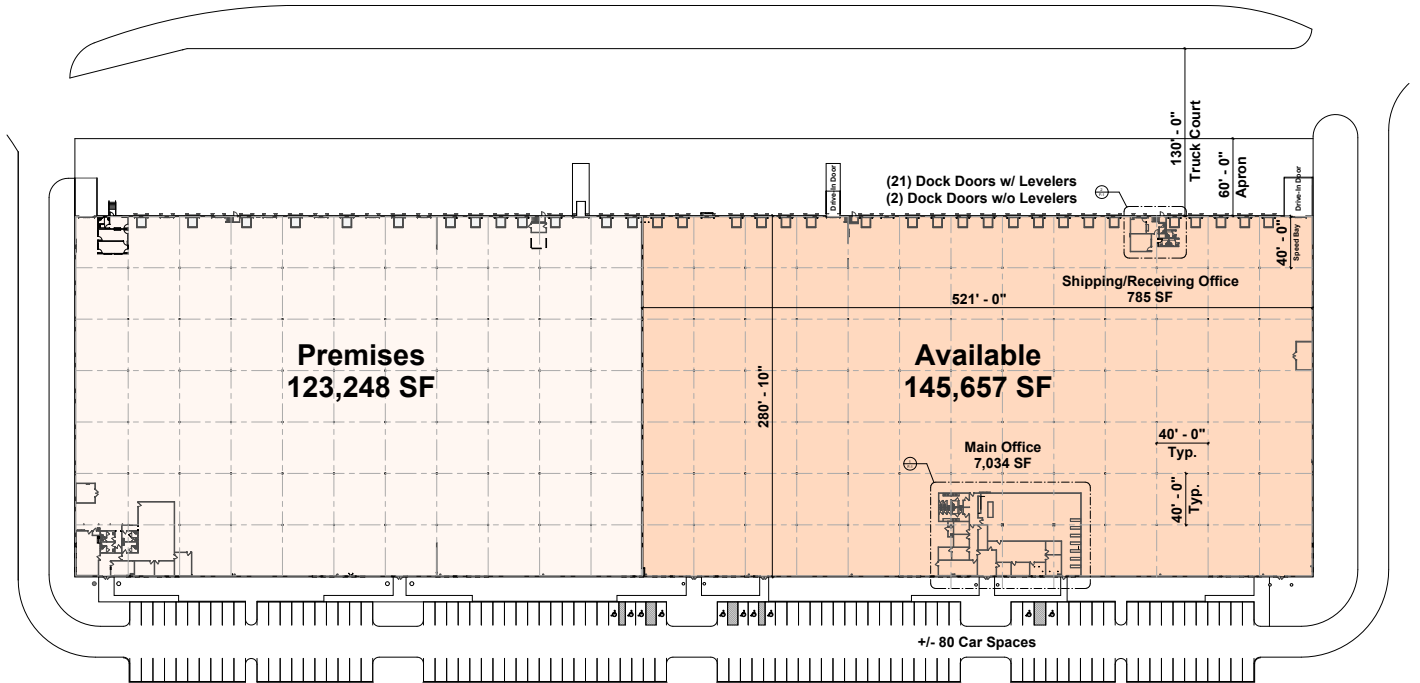 130' - 0"
Truck Court
60' - 0"
Apron
Drive-In Door
Drive-In Door
(21) Dock Doors w/ Levelers
(2) Dock Doors w/o Levelers
40' - 0"
Speed Bay
Shipping/Receiving Office
785 SF
521' - 0"
Premises
123,248 SF
Available
145,657 SF
280' - 10"
40' - 0"
Typ.
Main Office
7,034 SF
40' - 0"
Typ.
+/- 80 Car Spaces